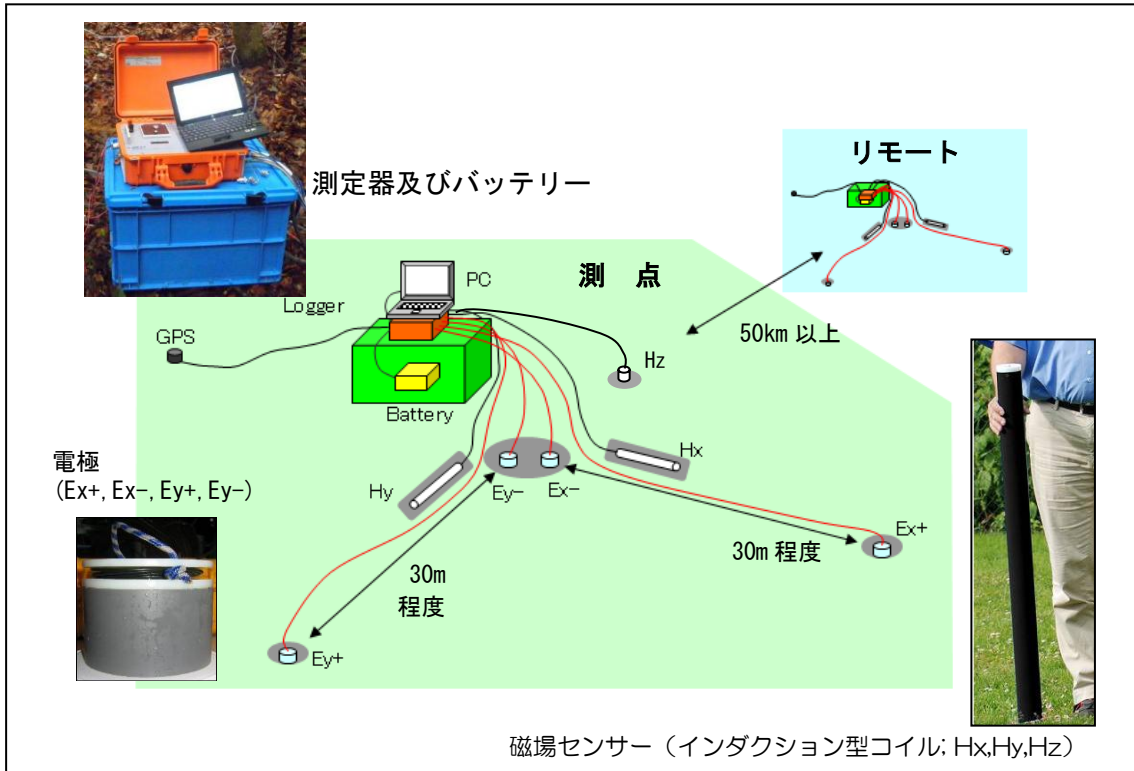 リモート
測定器及びバッテリー
測 点
PC
Logger
50km 以上
GPS
Hz
Battery
電極
(Ex+, Ex-, Ey+, Ey-)
Hx
Hy
Ey-
Ex-
Ex+
30m 程度
30m
程度
Ey+
磁場センサー（インダクション型コイル; Hx,Hy,Hz）